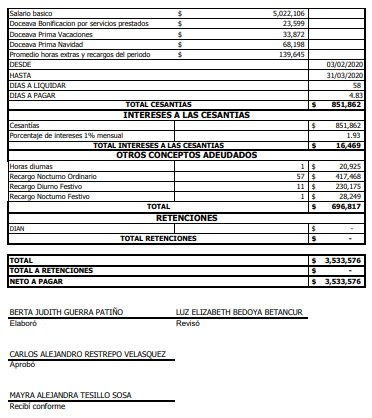 Salario basico $ 5,022,106
Doceava Bonificacion por servicios prestados $ 23,599
Doceava Prima Vacaciones $ 33,872
Doceava Prima Navidad $ 68,198
Promedio horas extras y recargos del periodo $ 139,645
DESDE 03/02/2020
HASTA 31/03/2020
DIAS A LIQUIDAR 58
DIAS A PAGAR 4.83
TOTAL CESANTIAS $ 851,862
INTERESES A LAS CESANTIAS
Cesantías $ 851,862
Porcentaje de intereses 1% mensual 1.93
TOTAL INTERESES A LAS CESANTIAS $ 16,469
OTROS CONCEPTOS ADEUDADOS
Horas diurnas 1 $ 20,925
Recargo Nocturno Ordinario 57 $ 417,468
Recargo Diurno Festivo 11 $ 230,175
Recargo Nocturno Festivo 1 $ 28,249
TOTAL $ 696,817
RETENCIONES
DIAN $ -
TOTAL RETENCIONES $ -
TOTAL $ 3,533,576
TOTAL A RETENCIONES $ -
NETO A PAGAR $ 3,533,576
BERTA JUDITH GUERRA PATIÑO LUZ ELIZABETH BEDOYA BETANCUR
Elaboró Revisó
CARLOS ALEJANDRO RESTREPO VELASQUEZ
Aprobó
MAYRA ALEJANDRA TESILLO SOSA
Recibí conforme